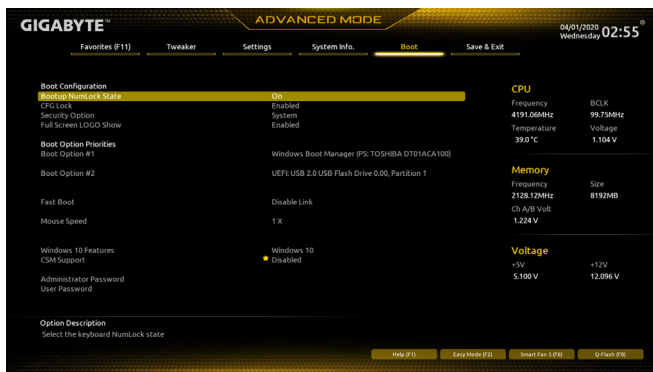 GIGABYTE™
ADVANCED MODE
04/01/2020
Wednesday 02:55
Favorites (F11) Tweaker Settings System Info. Boot Save & Exit
Boot Configuration
Bootup NumLock State On
CFG Lock Enabled
Security Option System
Full Screen LOGO Show Enabled
Boot Option Priorities
Boot Option #1 Windows Boot Manager (P5: TOSHIBA DT01ACA100)
Boot Option #2 UEFI: USB 2.0 USB Flash Drive 0.00, Partition 1
Fast Boot Disable Link
Mouse Speed 1 X
Windows 10 Features Windows 10
CSM Support Disabled
Administrator Password
User Password
Option Description
Select the keyboard NumLock state
CPU
Frequency BCLK
4191.06MHz 99.75MHz
Temperature Voltage
39.0 °C 1.104 V
Memory
Frequency Size
2128.12MHz 8192MB
Ch A/B Volt
1.224 V
Voltage
+5V +12V
5.100 V 12.096 V
Help (F1) Easy Mode (F2) Smart Fan 5 (F6) Q-Flash (F8)